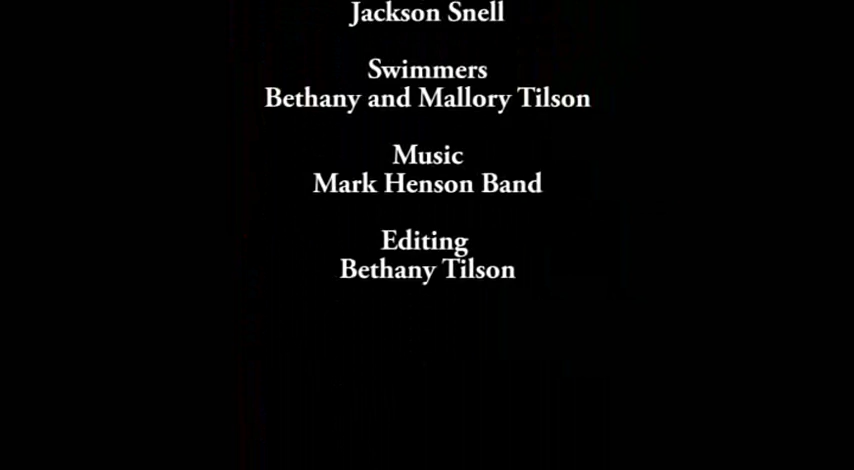 Jackson Snell
Swimmers
Bethany and Mallory Tilson
Music
Mark Henson Band
Editing
Bethany Tilson